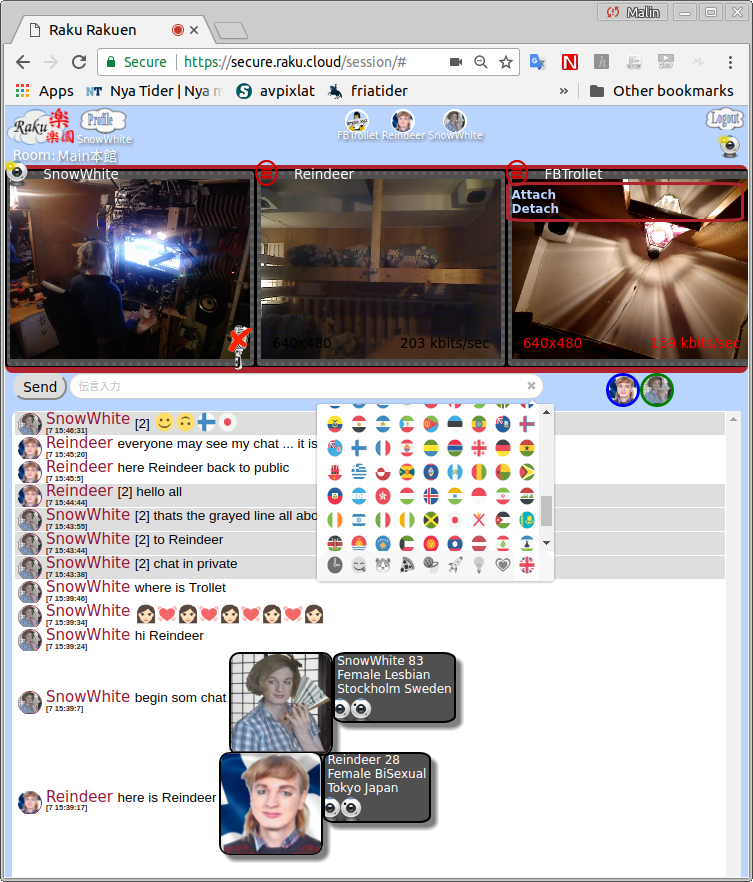 Malin
Raku Rakuen
Secure
https://secure.raku.cloud/session/#
Apps
Nya Tider | Nya n
avpixlat
friatider
»
Other bookmarks
Raku 楽
楽園
Profile
SnowWhite
FBTrollet Reindeer SnowWhite
Logout
Room: Main本館
SnowWhite
Reindeer
FBTrollet
Attach
Detach
640x480
203 kbits/sec
640x480
159 kbits/sec
Send
伝言入力
SnowWhite [2]
[7 15:46:31]
Reindeer everyone may see my chat ... it is
[7 15:45:20]
Reindeer here Reindeer back to public
[7 15:45:5]
Reindeer [2] hello all
[7 15:44:44]
SnowWhite [2] thats the grayed line all abo
[7 15:43:55]
SnowWhite [2] to Reindeer
[7 15:43:44]
SnowWhite [2] chat in private
[7 15:43:38]
SnowWhite where is Trollet
[7 15:39:46]
SnowWhite
[7 15:39:34]
SnowWhite hi Reindeer
[7 15:39:24]
SnowWhite begin som chat
[7 15:39:7]
SnowWhite 83
Female Lesbian
Stockholm Sweden
Reindeer here is Reindeer
[7 15:39:17]
Reindeer 28
Female BiSexual
Tokyo Japan